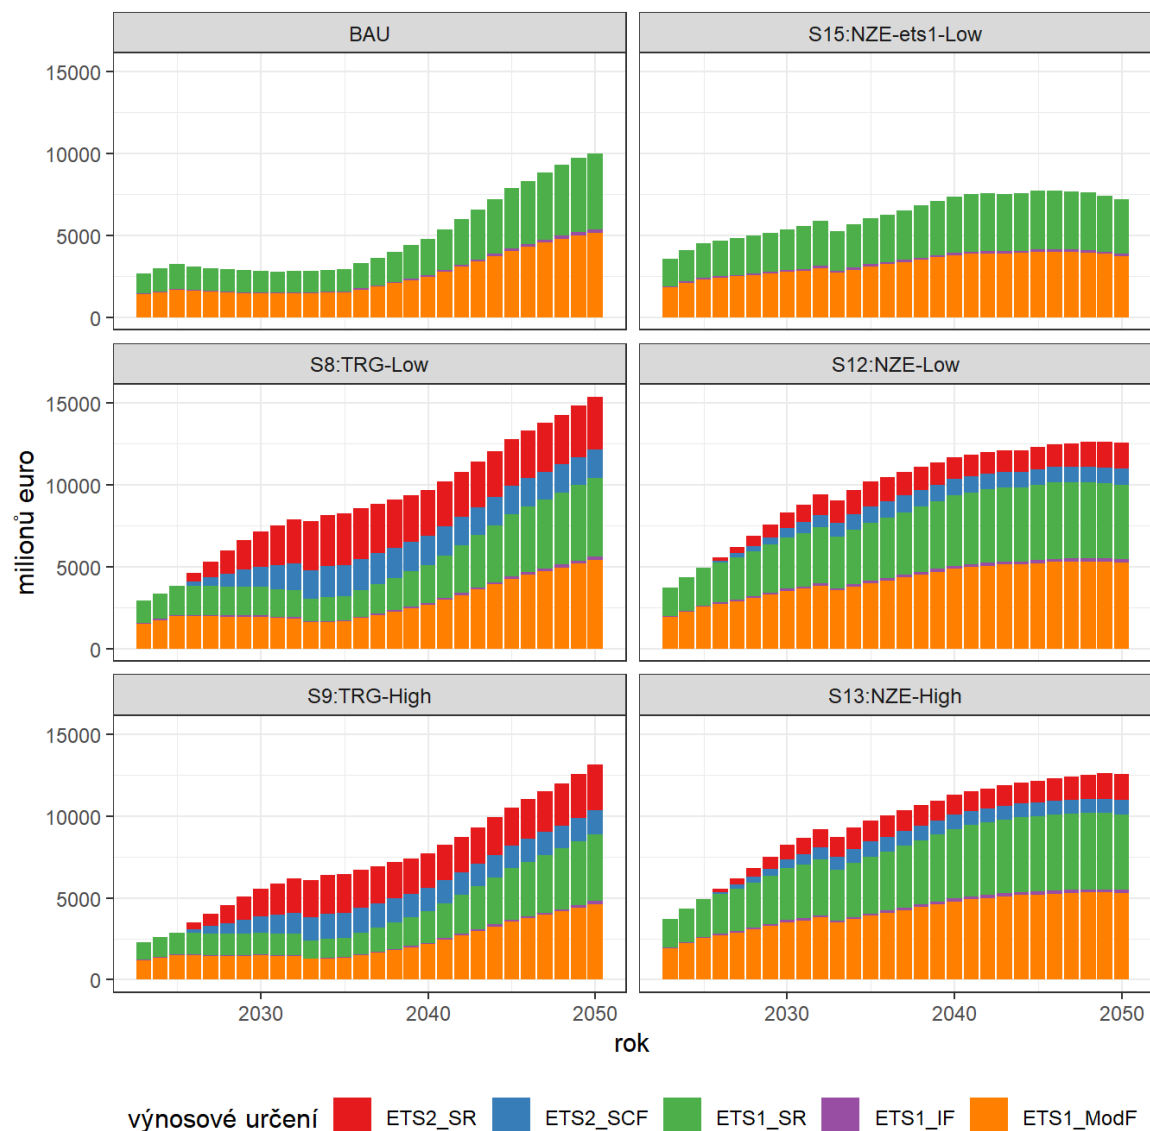 BAU
S15:NZE-ets1-Low
15000
10000
5000
0
S8:TRG-Low
S12:NZE-Low
15000
10000
5000
0
milionů euro
S9:TRG-High
S13:NZE-High
15000
10000
5000
0
2030
2040
2050
2030
2040
2050
rok
výnosové určení
ETS2_SR
ETS2_SCF
ETS1_SR
ETS1_IF
ETS1_ModF